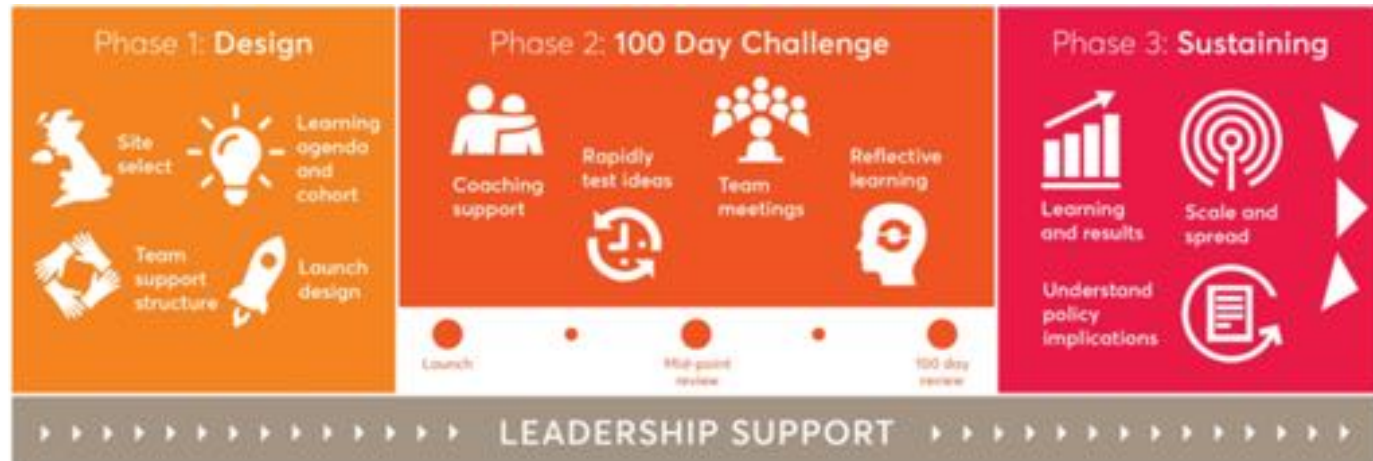 Phase 1: Design
Site
select
Learning
agenda
and
cohort
Team
support
structure
Launch
design
Phase 2: 100 Day Challenge
Coaching
support
Rapidly
test ideas
Team
meetings
Reflective
learning
Launch
Mid-point
review
100 day
review
Phase 3: Sustaining
Learning
and results
Scale and
spread
Understand
policy
implications
LEADERSHIP SUPPORT